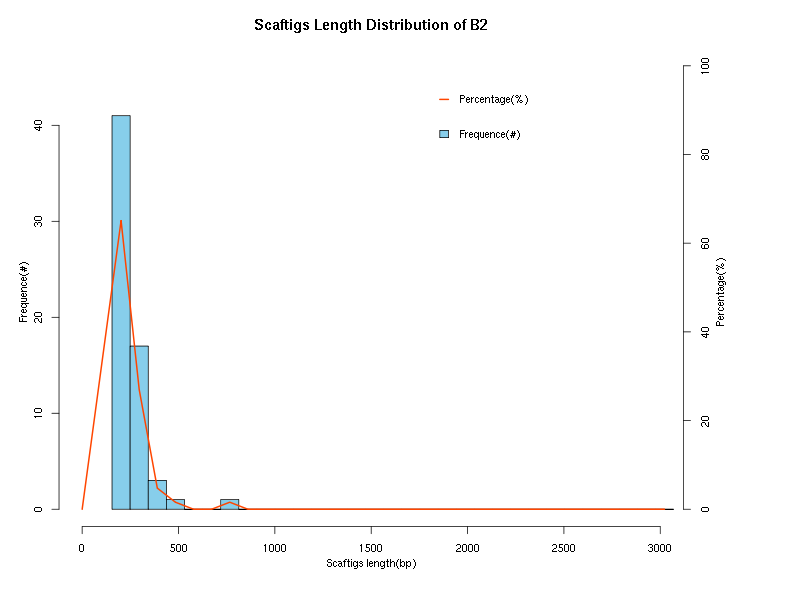 Scaftigs Length Distribution of B2
Percentage(%)
Frequence(#)
Frequence(#)
0
10
20
30
40
Percentage(%)
0
20
40
60
80
100
0 500 1000 1500 2000 2500 3000
Scaftigs length(bp)